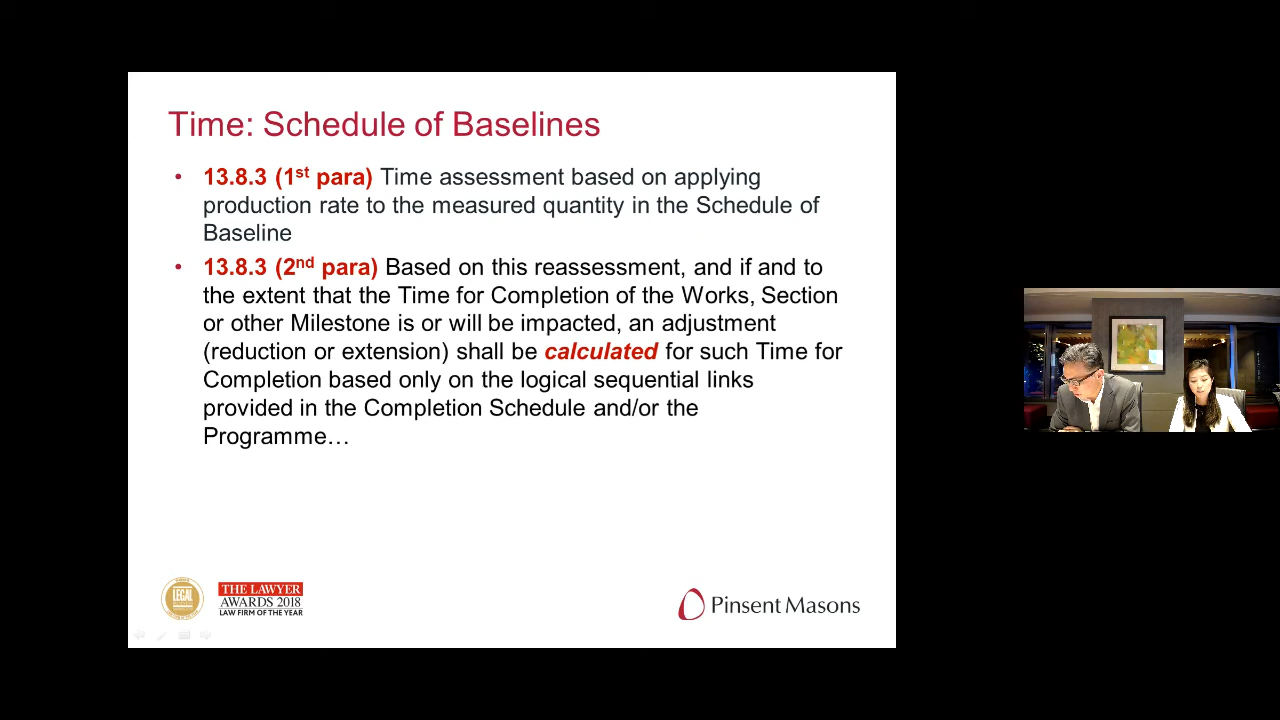 Time: Schedule of Baselines
• 13.8.3 (1st para) Time assessment based on applying
production rate to the measured quantity in the Schedule of
Baseline
• 13.8.3 (2nd para) Based on this reassessment, and if and to
the extent that the Time for Completion of the Works, Section
or other Milestone is or will be impacted, an adjustment
(reduction or extension) shall be calculated for such Time for
Completion based only on the logical sequential links
provided in the Completion Schedule and/or the
Programme…
LEGAL
THE LAWYER
AWARDS 2018
LAW FIRM OF THE YEAR
Pinsent Masons